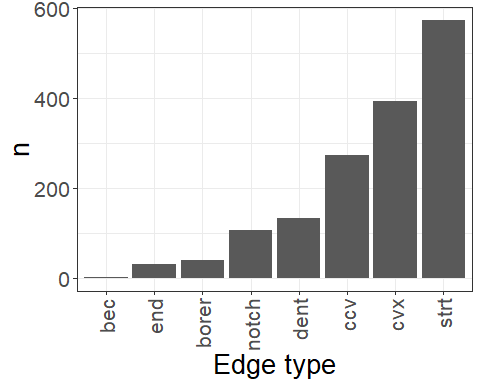 600
400
200
0
n
bec
end
borer
notch
dent
ccv
cvx
strt
Edge type